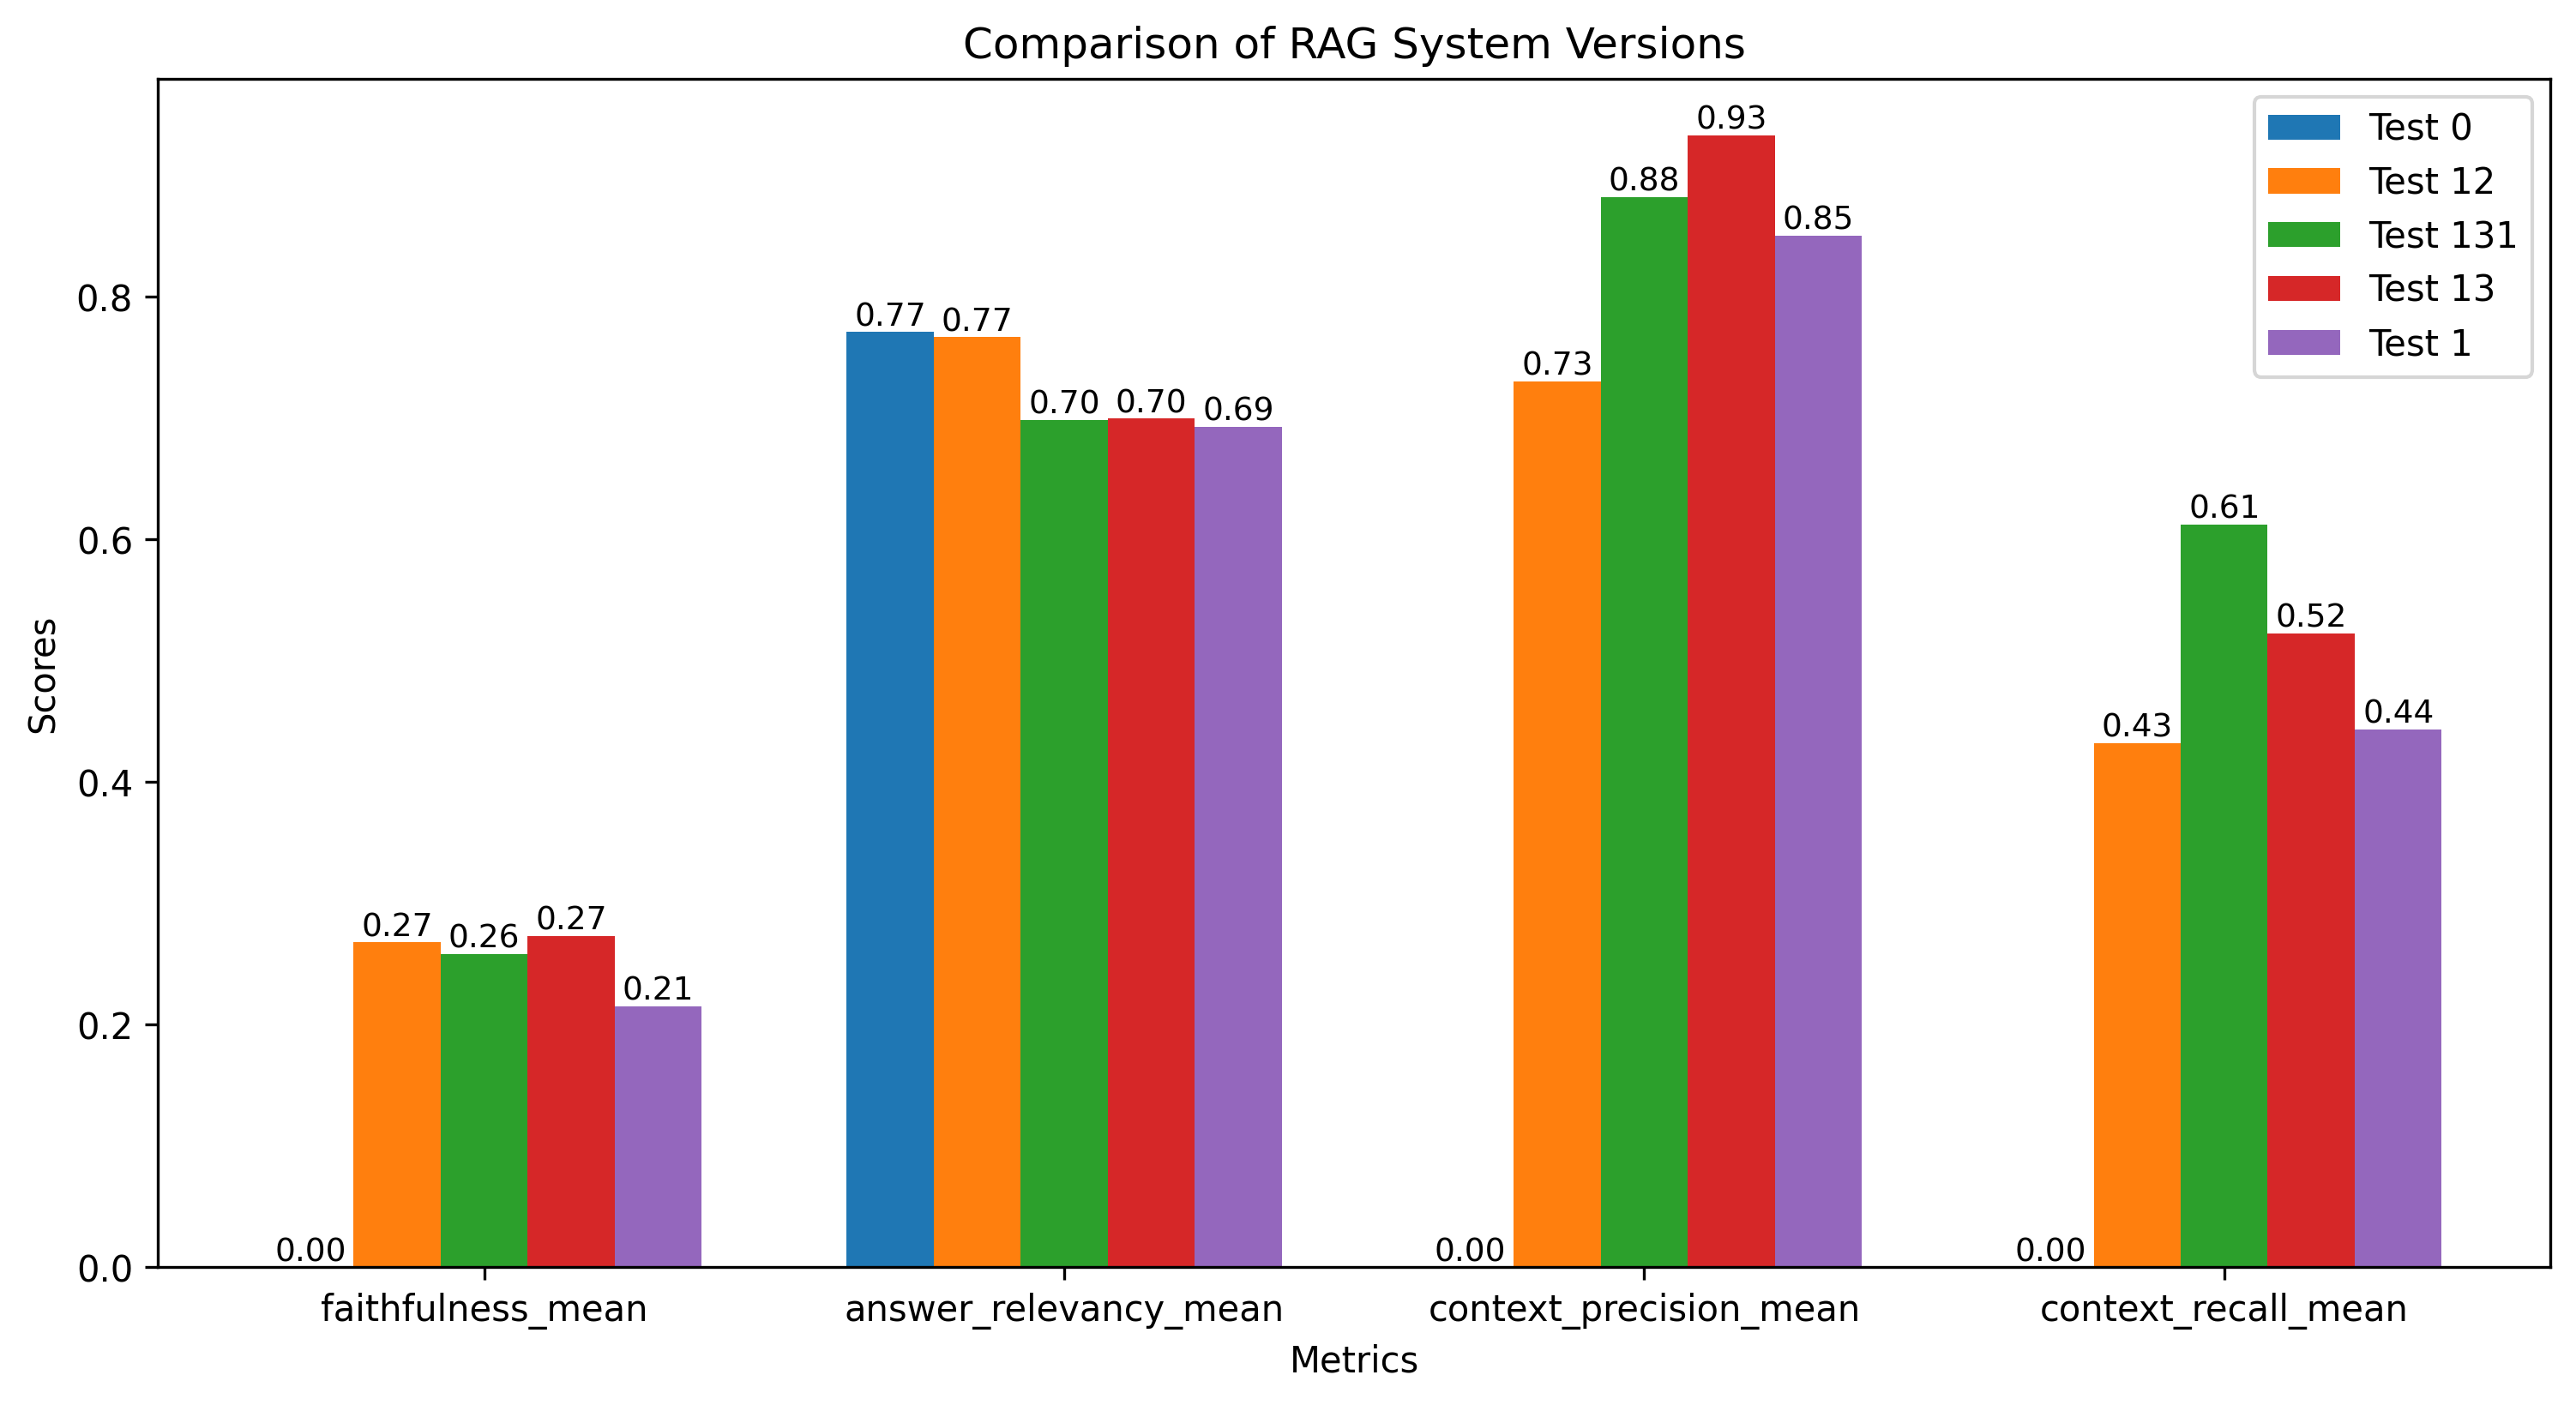 Comparison of RAG System Versions
Test 0
Test 12
Test 131
Test 13
Test 1
Scores
0.8
0.6
0.4
0.2
0.0
0.00
0.27
0.26
0.27
0.21
0.77
0.77
0.70
0.70
0.69
0.00
0.73
0.88
0.93
0.85
0.00
0.43
0.61
0.52
0.44
faithfulness_mean
answer_relevancy_mean
context_precision_mean
context_recall_mean
Metrics